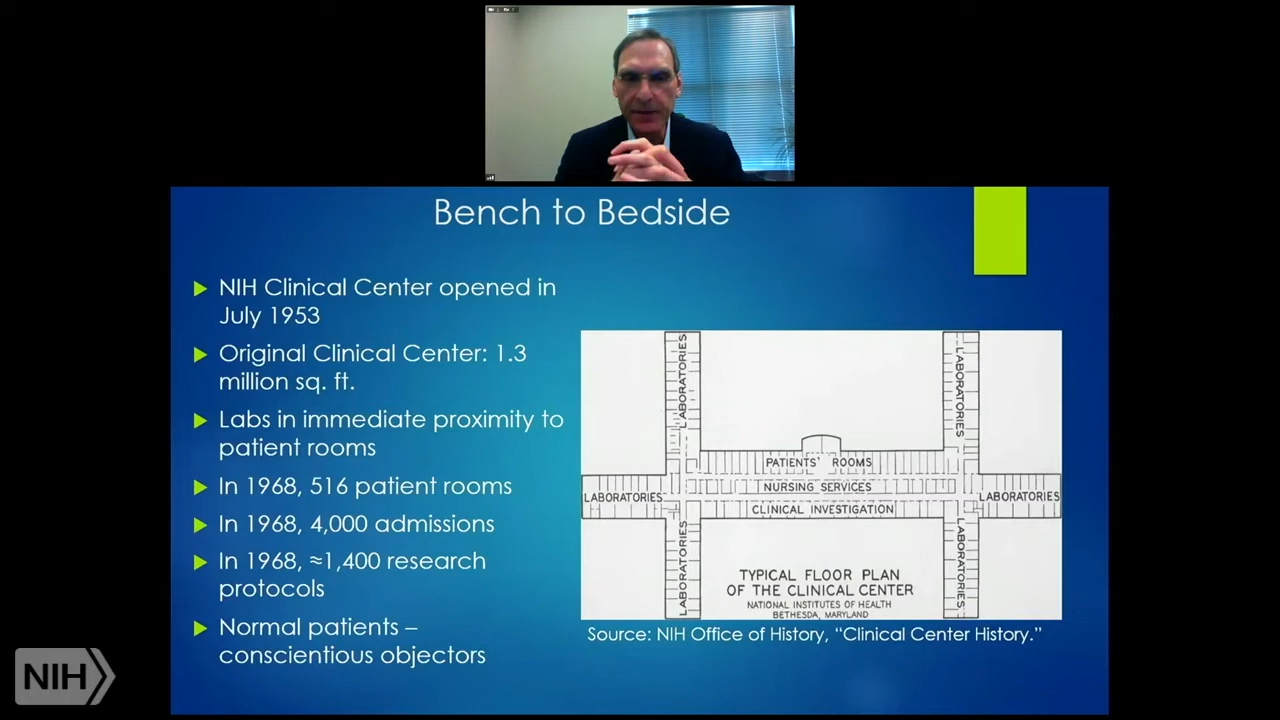 Bench to Bedside
NIH Clinical Center opened in
July 1953
Original Clinical Center: 1.3
million sq. ft.
Labs in immediate proximity to
patient rooms
In 1968, 516 patient rooms
In 1968, 4,000 admissions
In 1968, ≈1,400 research
protocols
Normal patients –
conscientious objectors
LABORATORIES
LABORATORIES
PATIENTS' ROOMS
NURSING SERVICES
LABORATORIES
LABORATORIES
CLINICAL INVESTIGATION
LABORATORIES
LABORATORIES
TYPICAL FLOOR PLAN
OF THE CLINICAL CENTER
NATIONAL INSTITUTES OF HEALTH
BETHESDA, MARYLAND
Source: NIH Office of History, “Clinical Center History.”
NIH